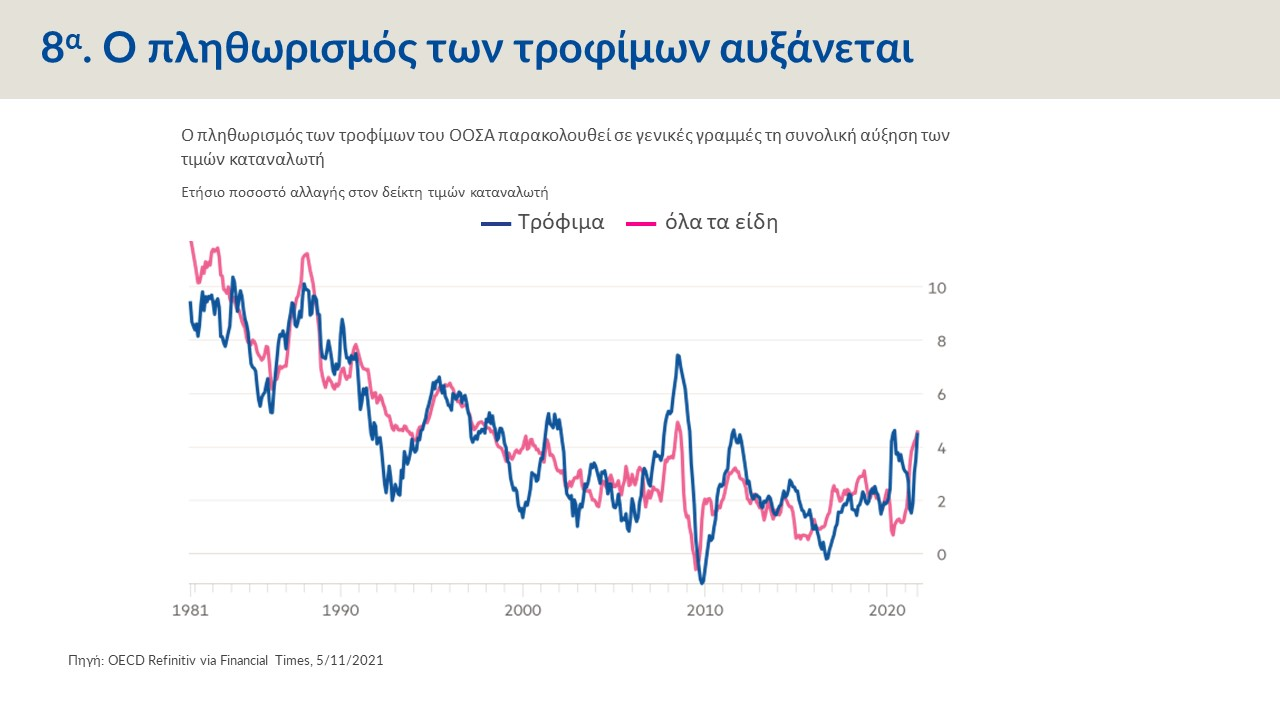 8α. Ο πληθωρισμός των τροφίμων αυξάνεται
Ο πληθωρισμός των τροφίμων του ΟΟΣΑ παρακολουθεί σε γενικές γραμμές τη συνολική αύξηση των
τιμών καταναλωτή
Ετήσιο ποσοστό αλλαγής στον δείκτη τιμών καταναλωτή
Τρόφιμα όλα τα είδη
10
8
6
4
2
0
1981 1990 2000 2010 2020
Πηγή: OECD Refinitiv via Financial Times, 5/11/2021